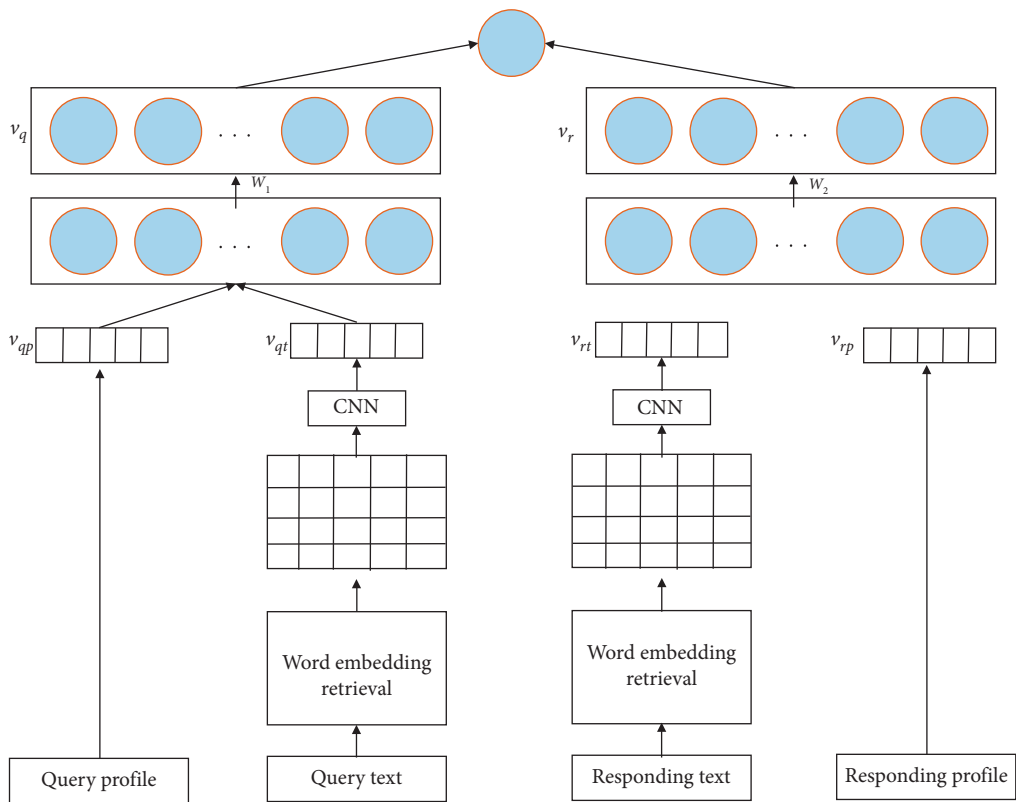 v_q
. . .
v_r
. . .
W_1
W_2
. . .
. . .
v_qp
v_qt
v_rt
v_rp
CNN
CNN
Word embedding
retrieval
Word embedding
retrieval
Query profile
Query text
Responding text
Responding profile